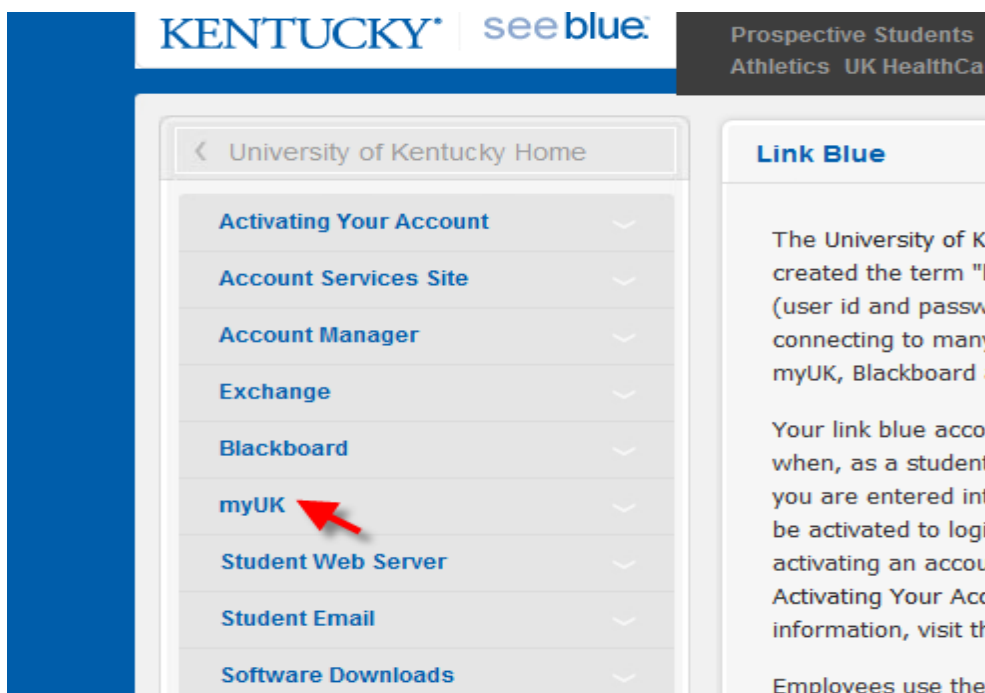 KENTUCKY see blue.
Prospective Students
Athletics UK HealthCa
University of Kentucky Home
Activating Your Account
Account Services Site
Account Manager
Exchange
Blackboard
myUK
Student Web Server
Student Email
Software Downloads
Link Blue
The University of K
created the term "
(user id and passw
connecting to many
myUK, Blackboard
Your link blue acco
when, as a student
you are entered int
be activated to logi
activating an accou
Activating Your Acc
information, visit th
Employees use the